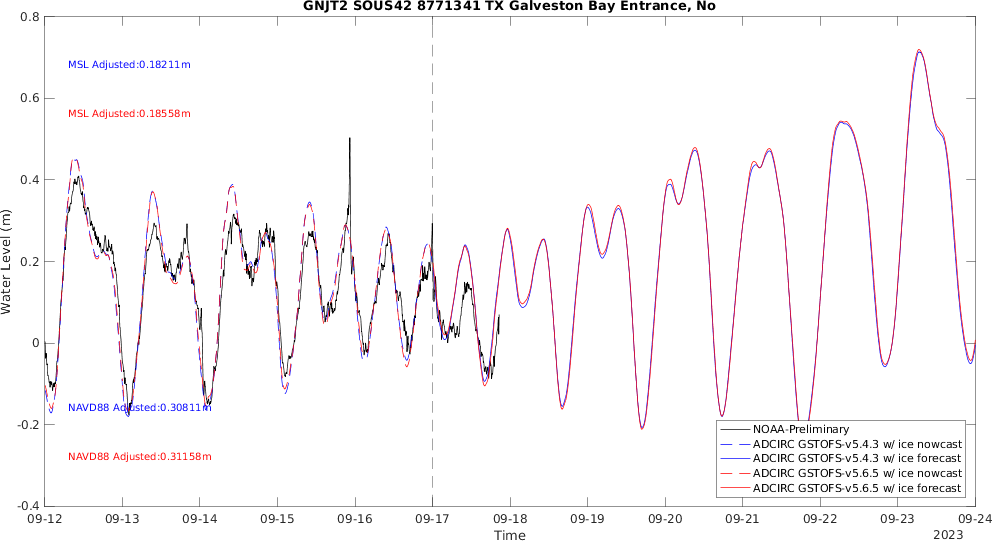 GNJT2 SOUS42 8771341 TX Galveston Bay Entrance, No
0.8
0.6
0.4
0.2
0
-0.2
-0.4
Water Level (m)
MSL Adjusted:0.18211m
MSL Adjusted:0.18558m
NAVD88 Adjusted:0.30811m
NAVD88 Adjusted:0.31158m
NOAA-Preliminary
ADCIRC GSTOFS-v5.4.3 w/ ice nowcast
ADCIRC GSTOFS-v5.4.3 w/ ice forecast
ADCIRC GSTOFS-v5.6.5 w/ ice nowcast
ADCIRC GSTOFS-v5.6.5 w/ ice forecast
09-12 09-13 09-14 09-15 09-16 09-17 09-18 09-19 09-20 09-21 09-22 09-23 09-24
Time
2023